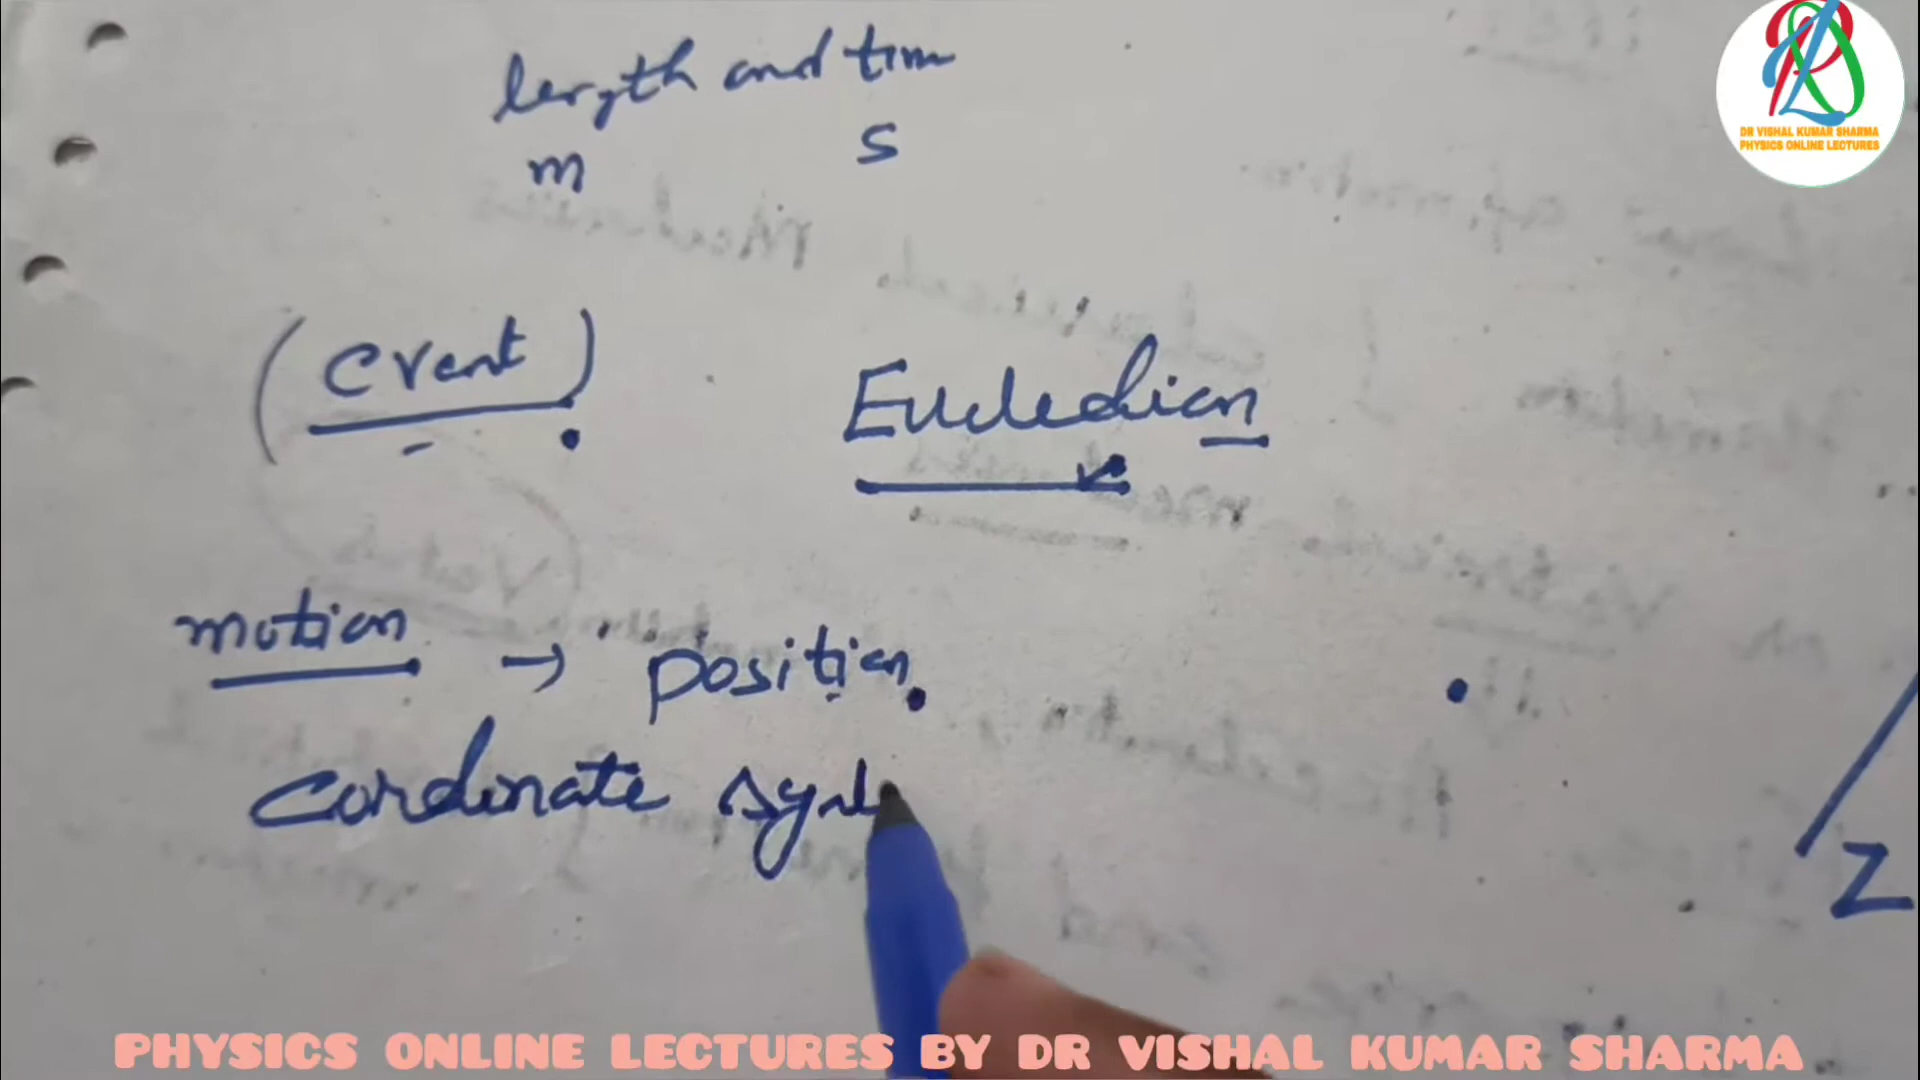 length and time
m s
(event) Eucledian
motion → position
Cordinate syst
Z
DR VISHAL KUMAR SHARMA
PHYSICS ONLINE LECTURES
PHYSICS ONLINE LECTURES BY DR VISHAL KUMAR SHARMA